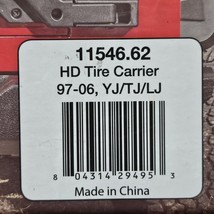 11546.62
HD Tire Carrier
97-06, YJ/TJ/LJ
8 04314 29495 3
Made in China